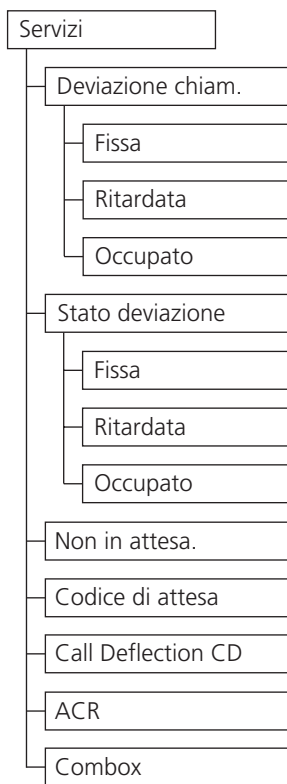 Servizi
Deviazione chiam.
Fissa
Ritardata
Occupato
Stato deviazione
Fissa
Ritardata
Occupato
Non in attesa.
Codice di attesa
Call Deflection CD
ACR
Combox